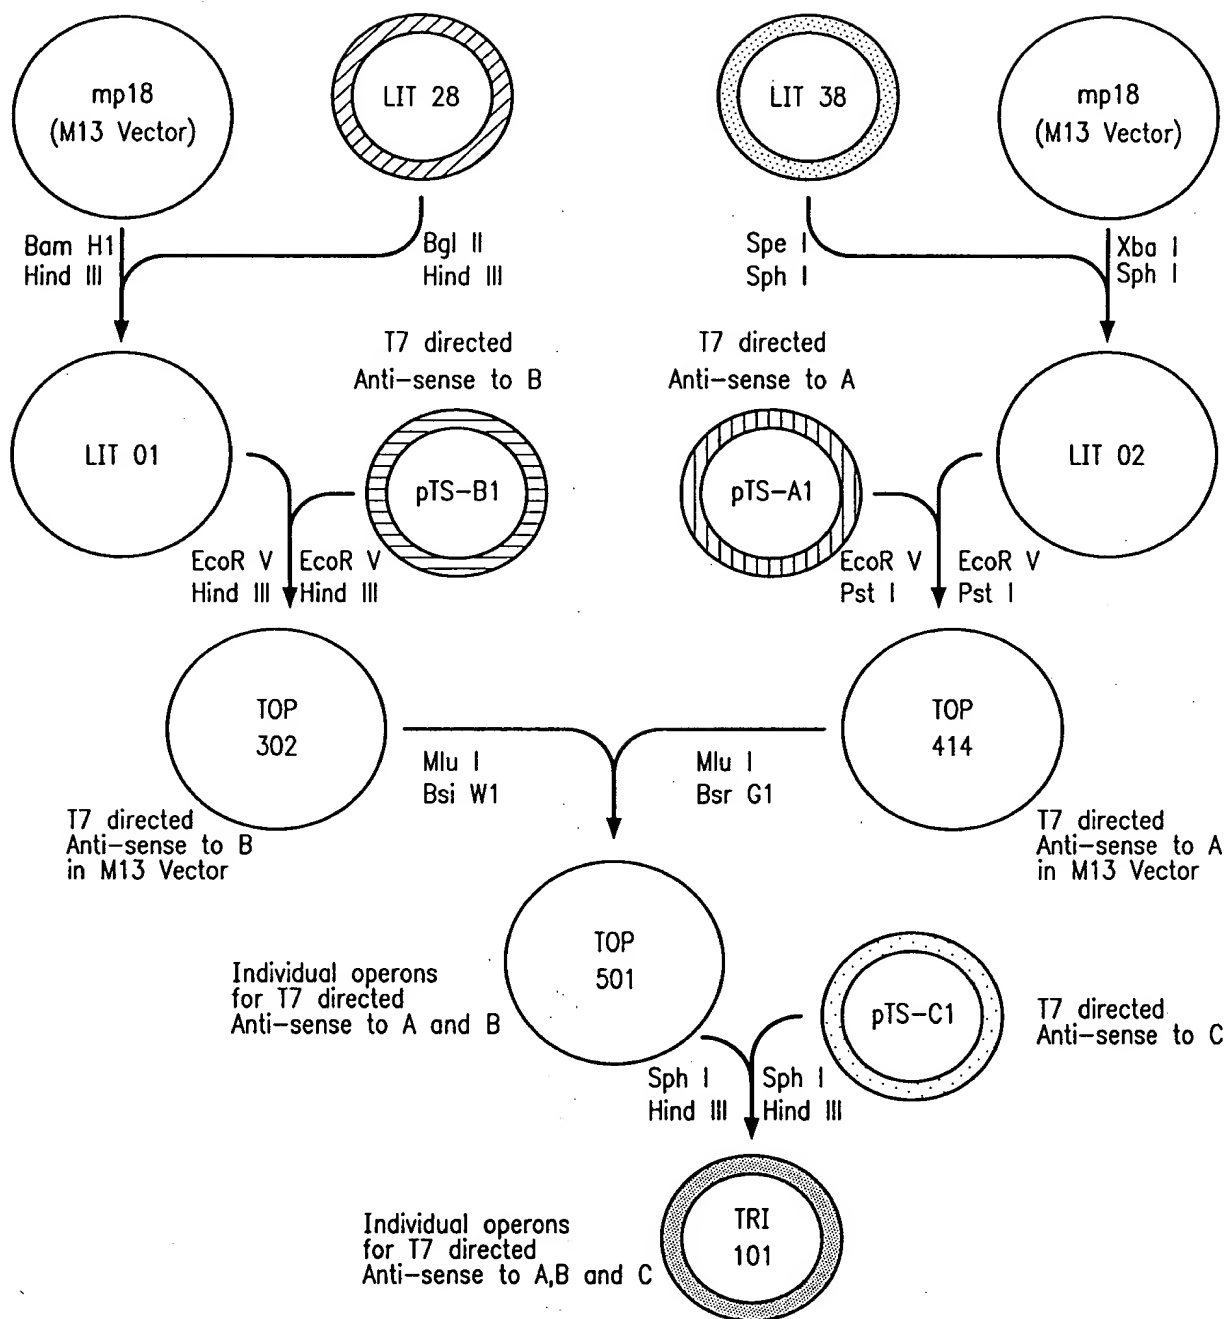 mp18
(M13 Vector)
LIT 28
LIT 38
mp18
(M13 Vector)
Bam H1
Hind III
Bgl II
Hind III
Spe I
Sph I
Xba I
Sph I
T7 directed
Anti-sense to B
T7 directed
Anti-sense to A
LIT 01
pTS-B1
pTS-A1
LIT 02
EcoR V
Hind III
EcoR V
Hind III
EcoR V
Pst I
EcoR V
Pst I
TOP
302
TOP
414
Mlu I
Bsi W1
Mlu I
Bsr G1
T7 directed
Anti-sense to B
in M13 Vector
T7 directed
Anti-sense to A
in M13 Vector
TOP
501
Individual operons
for T7 directed
Anti-sense to A and B
pTS-C1
T7 directed
Anti-sense to C
Sph I
Hind III
Sph I
Hind III
TRI
101
Individual operons
for T7 directed
Anti-sense to A,B and C